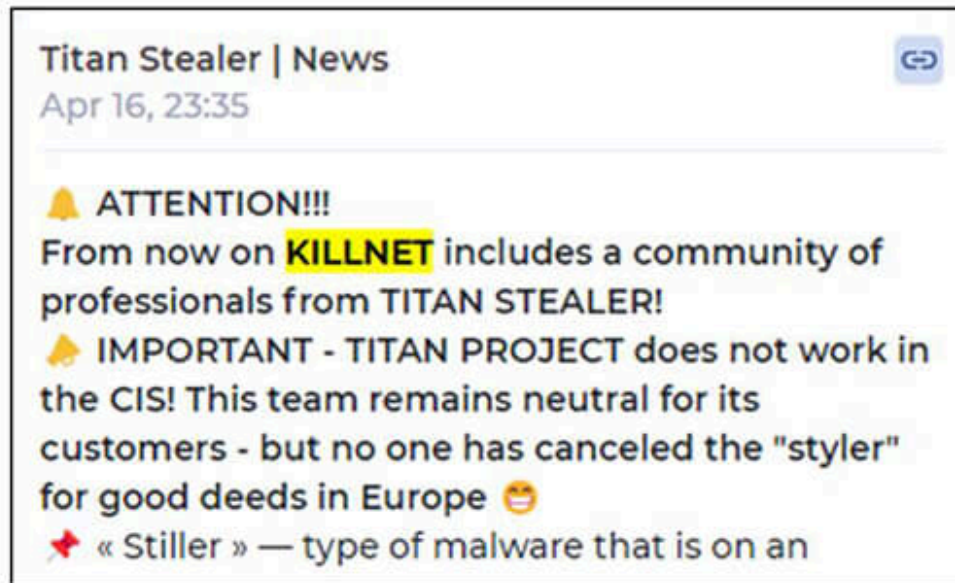 Titan Stealer | News
Apr 16, 23:35
🔔 ATTENTION!!!
From now on KILLNET includes a community of
professionals from TITAN STEALER!
📣 IMPORTANT - TITAN PROJECT does not work in
the CIS! This team remains neutral for its
customers - but no one has canceled the "styler"
for good deeds in Europe 😁
📌 « Stiller » — type of malware that is on an